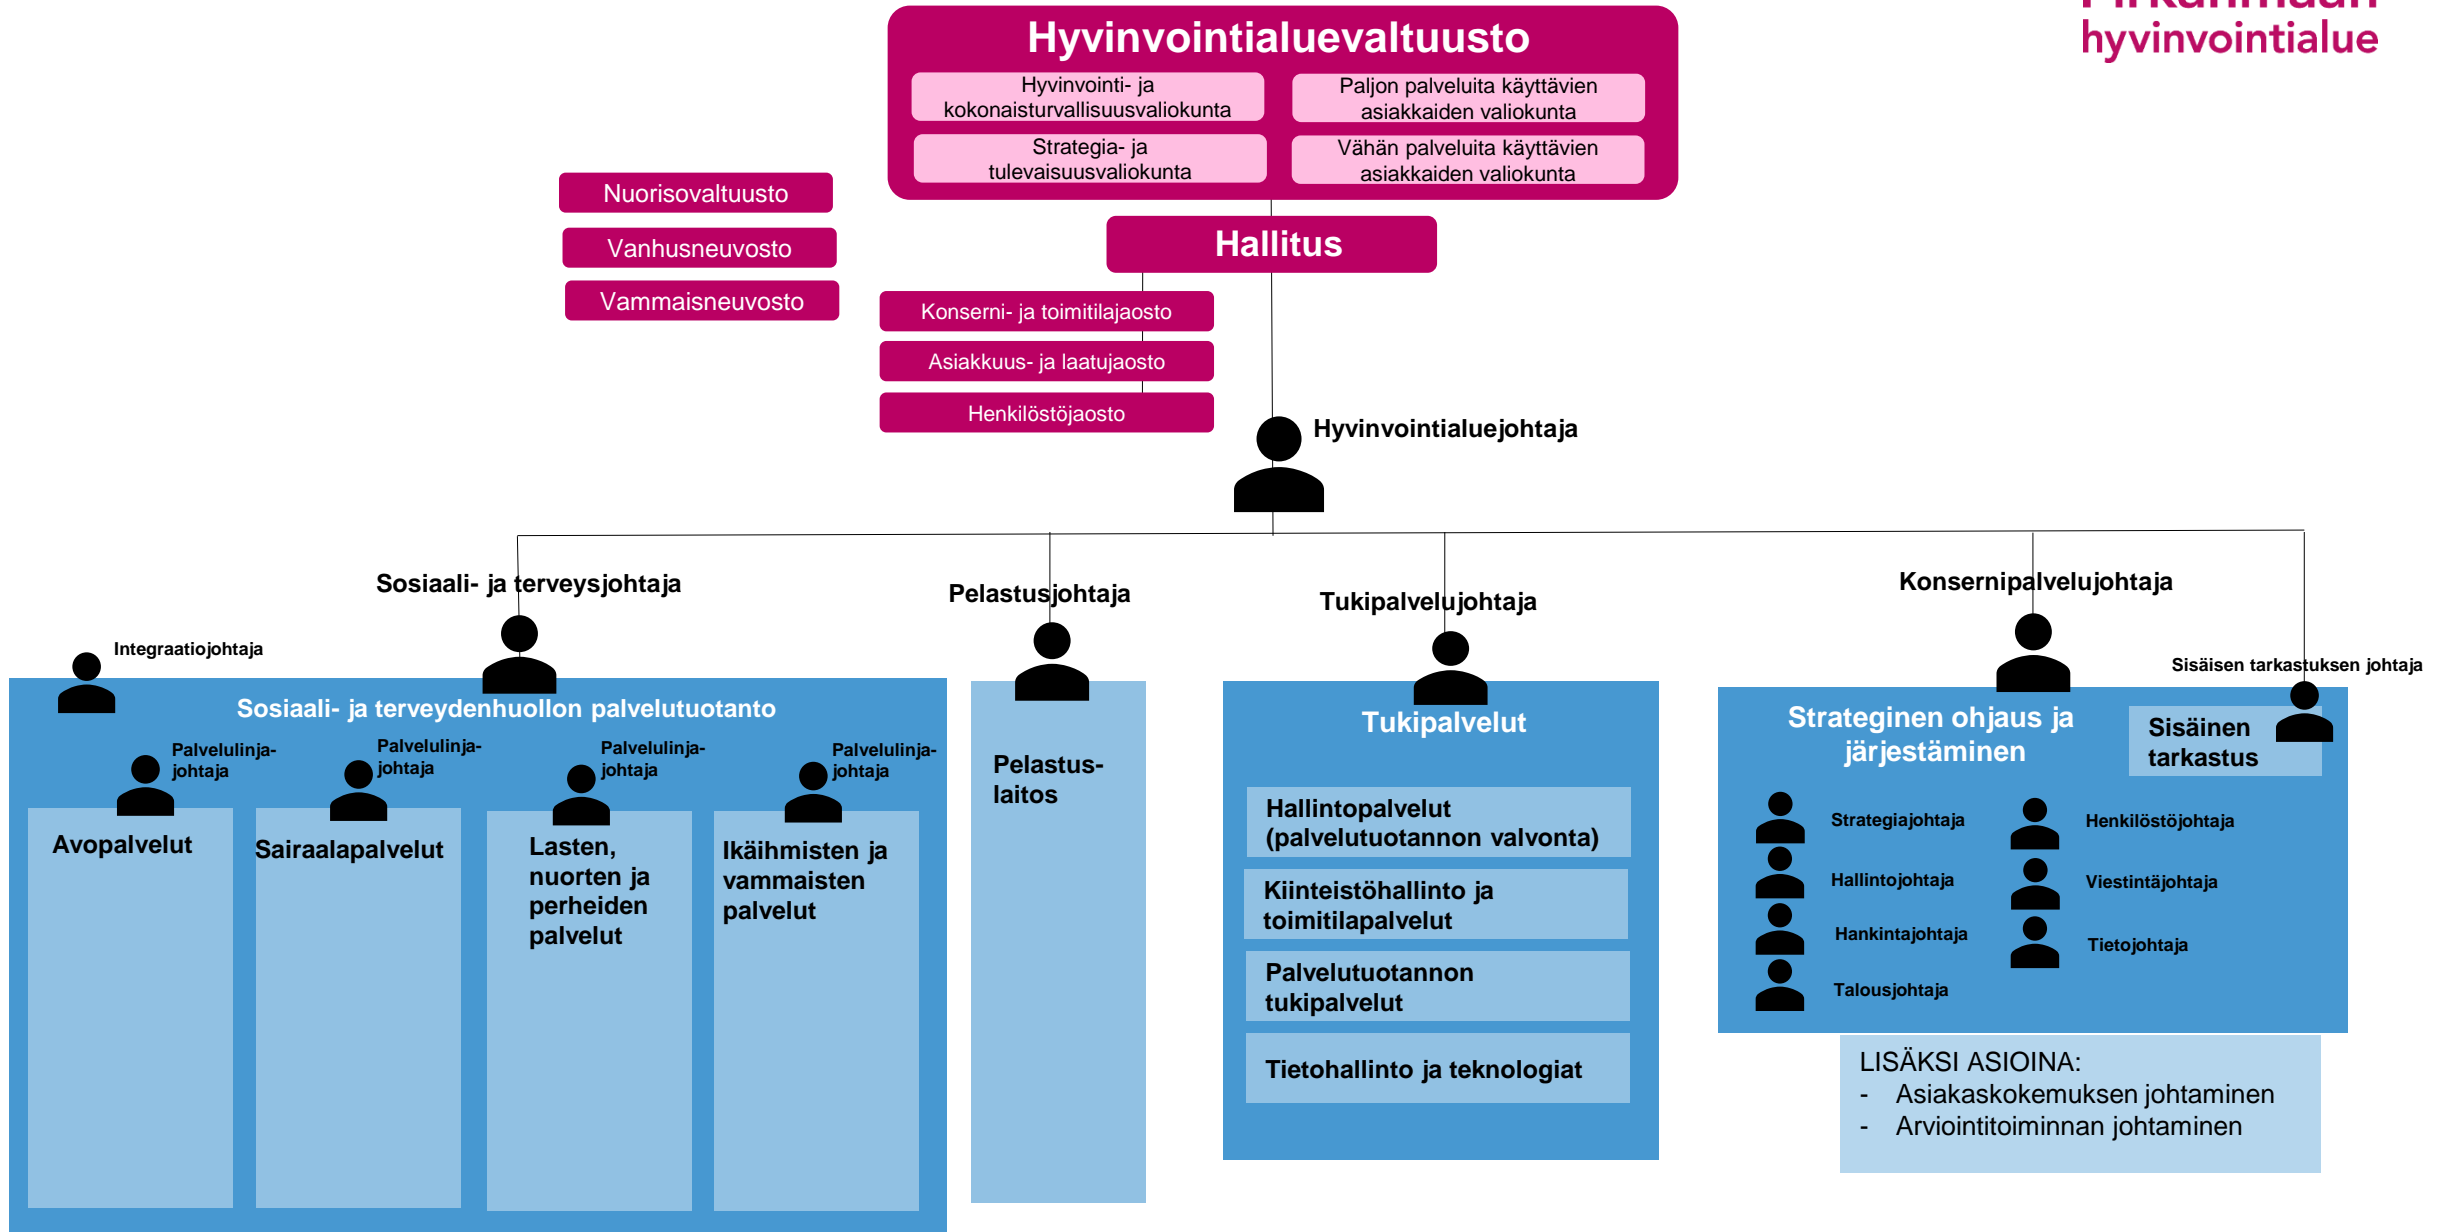 Pirkanmaan
hyvinvointialue
Hyvinvointialuevaltuusto
Hyvinvointi- ja
kokonaisturvallisuusvaliokunta
Paljon palveluita käyttävien
asiakkaiden valiokunta
Strategia- ja
tulevaisuusvaliokunta
Vähän palveluita käyttävien
asiakkaiden valiokunta
Nuorisovaltuusto
Vanhusneuvosto
Vammaisneuvosto
Hallitus
Konserni- ja toimitilajaosto
Asiakkuus- ja laatujaosto
Henkilöstöjaosto
Hyvinvointialuejohtaja
Sosiaali- ja terveysjohtaja
Pelastusjohtaja
Tukipalvelujohtaja
Konsernipalvelujohtaja
Integraatiojohtaja
Sisäisen tarkastuksen johtaja
Sosiaali- ja terveydenhuollon palvelutuotanto
Palvelulinja-
johtaja
Palvelulinja-
johtaja
Palvelulinja-
johtaja
Palvelulinja-
johtaja
Avopalvelut
Sairaalapalvelut
Lasten,
nuorten ja
perheiden
palvelut
Ikäihmisten ja
vammaisten
palvelut
Pelastus-
laitos
Tukipalvelut
Hallintopalvelut
(palvelutuotannon valvonta)
Kiinteistöhallinto ja
toimitilapalvelut
Palvelutuotannon
tukipalvelut
Tietohallinto ja teknologiat
Strateginen ohjaus ja
järjestäminen
Sisäinen
tarkastus
Strategiajohtaja
Hallintojohtaja
Hankintajohtaja
Talousjohtaja
Henkilöstöjohtaja
Viestintäjohtaja
Tietojohtaja
LISÄKSI ASIOINA:
- Asiakaskokemuksen johtaminen
- Arviointitoiminnan johtaminen